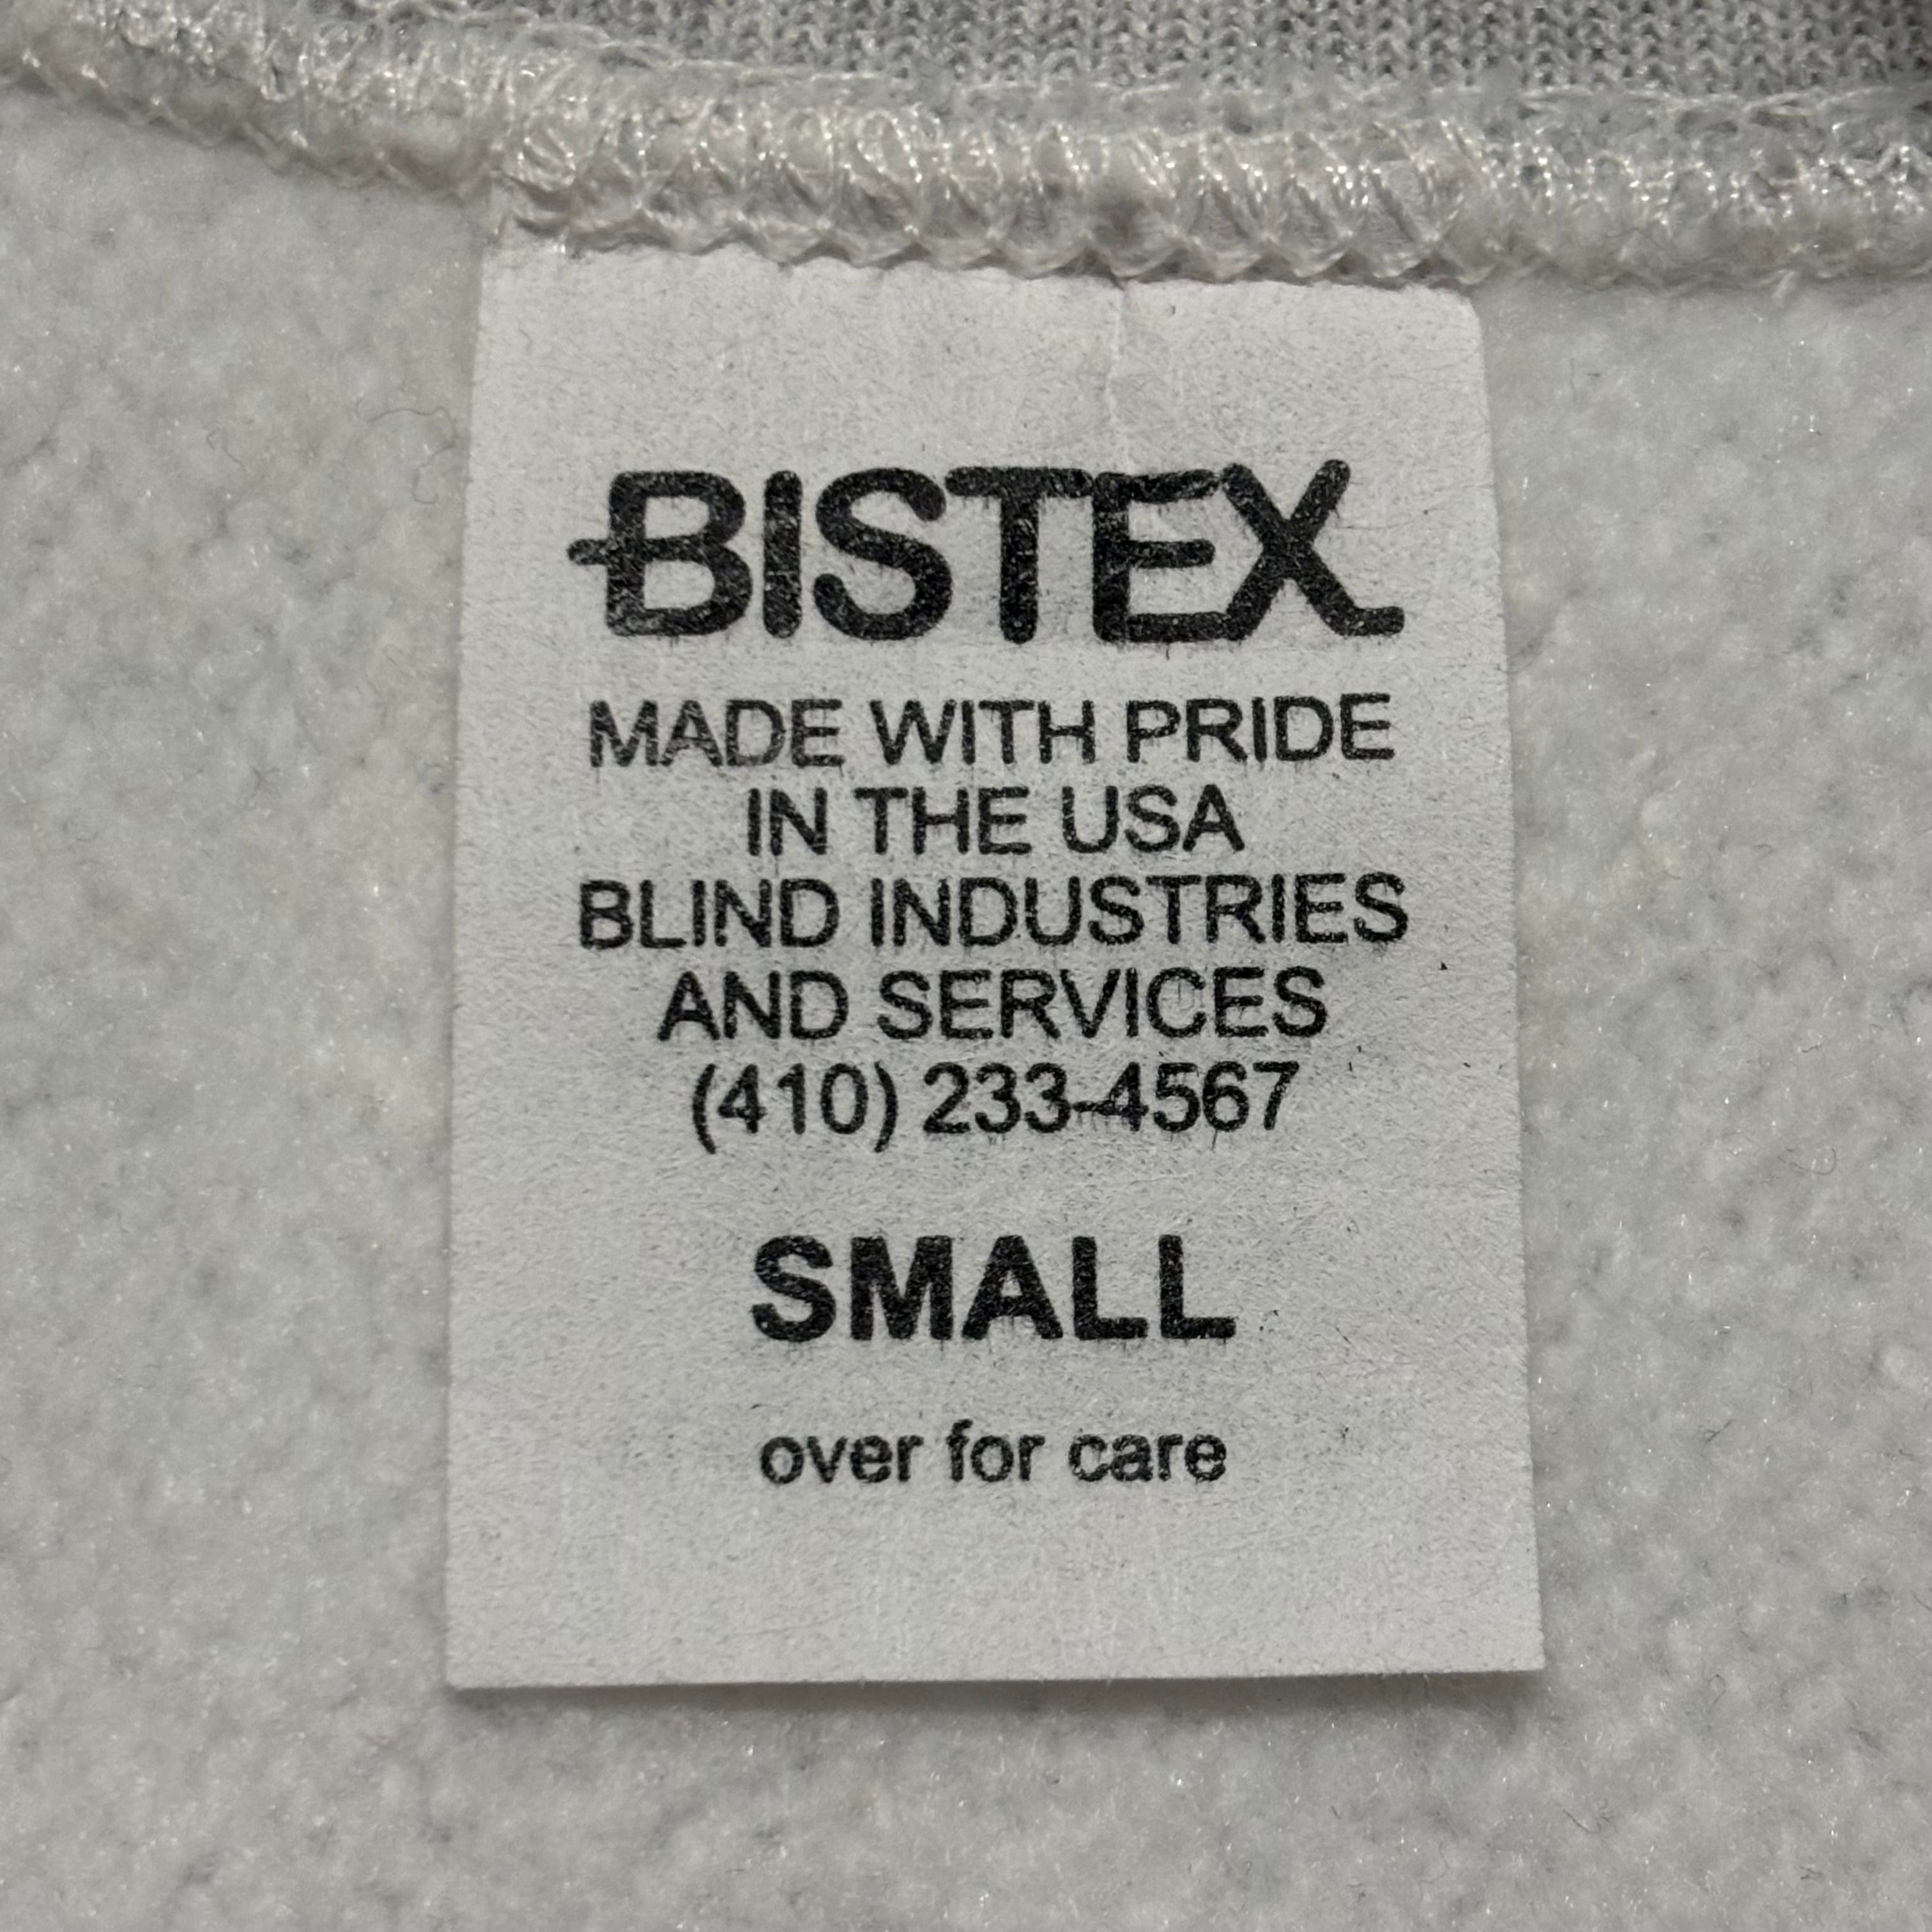 BISTEX
MADE WITH PRIDE
IN THE USA
BLIND INDUSTRIES
AND SERVICES
(410) 233-4567
SMALL
over for care